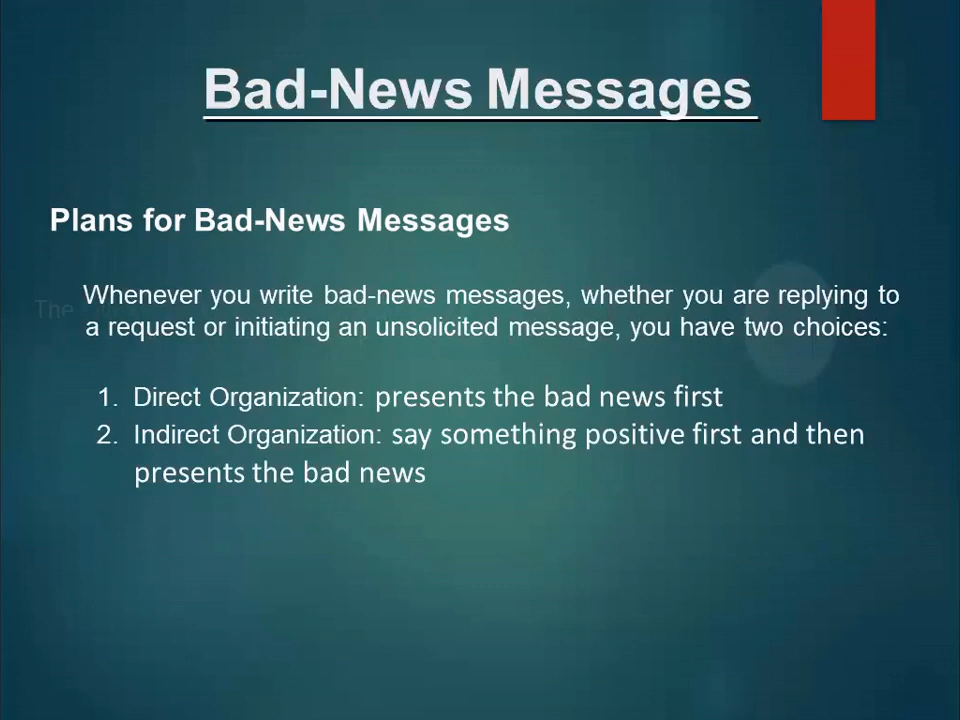 Bad-News Messages
Plans for Bad-News Messages
Whenever you write bad-news messages, whether you are replying to
The
a request or initiating an unsolicited message, you have two choices:
1. Direct Organization: presents the bad news first
2. Indirect Organization: say something positive first and then
presents the bad news